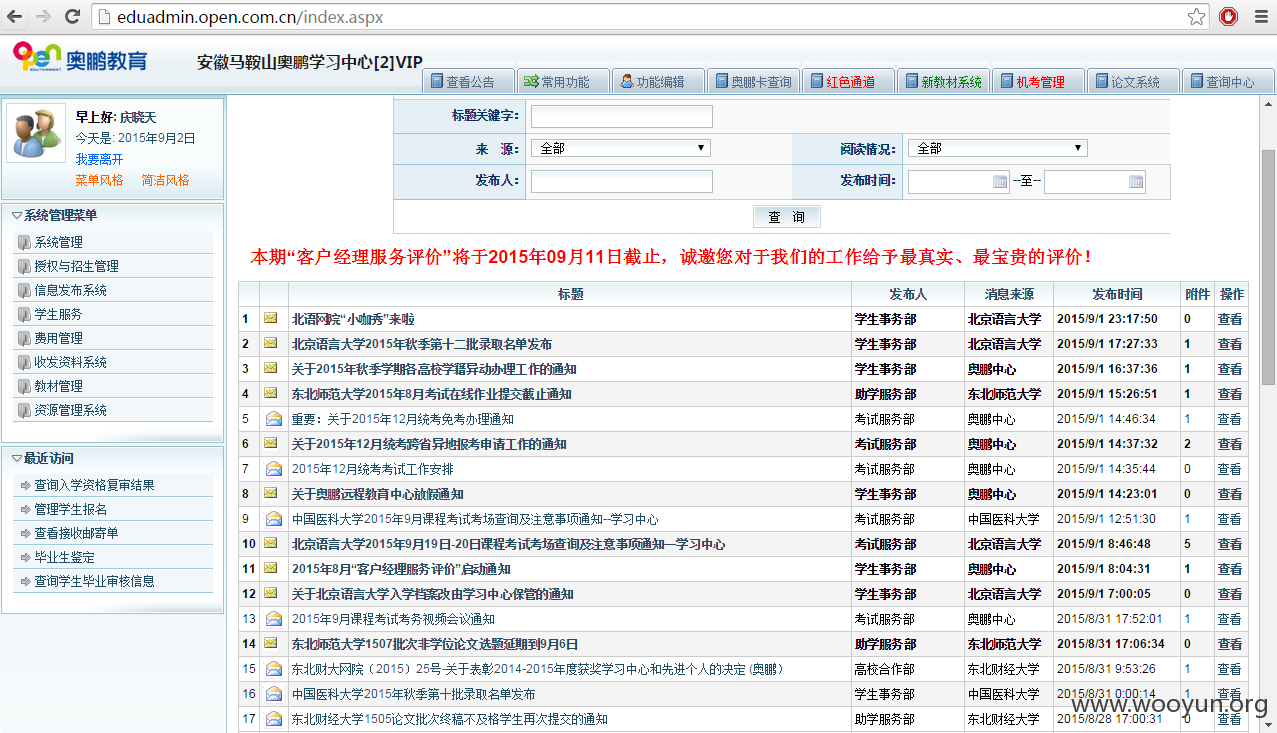 eduadmin.open.com.cn/index.aspx
open 奥鹏教育
安徽马鞍山奥鹏学习中心[2]VIP
查看公告 常用功能 功能编辑 奥鹏卡查询 红色通道 新教材系统 机考管理 论文系统 查询中心
早上好: 庆晓天
今天是: 2015年9月2日
我要离开
菜单风格 简洁风格
系统管理菜单
系统管理
授权与招生管理
信息发布系统
学生服务
费用管理
收发资料系统
教材管理
资源管理系统
最近访问
查询入学资格复审结果
管理学生报名
查看接收邮寄单
毕业生鉴定
查询学生毕业审核信息
标题关键字:
来 源: 全部 阅读情况: 全部
发布人: 发布时间: --至--
查 询
本期“客户经理服务评价”将于2015年09月11日截止，诚邀您对于我们的工作给予最真实、最宝贵的评价！
标题 发布人 消息来源 发布时间 附件 操作
1 北语网院“小咖秀”来啦 学生事务部 北京语言大学 2015/9/1 23:17:50 0 查看
2 北京语言大学2015年秋季第十二批录取名单发布 学生事务部 北京语言大学 2015/9/1 17:27:33 1 查看
3 关于2015年秋季学期各高校学籍异动办理工作的通知 学生事务部 奥鹏中心 2015/9/1 16:37:36 1 查看
4 东北师范大学2015年8月考试在线作业提交截止通知 助学服务部 东北师范大学 2015/9/1 15:26:51 1 查看
5 重要：关于2015年12月统考免考办理通知 考试服务部 奥鹏中心 2015/9/1 14:46:34 1 查看
6 关于2015年12月统考跨省异地报考申请工作的通知 考试服务部 奥鹏中心 2015/9/1 14:37:32 2 查看
7 2015年12月统考考试工作安排 考试服务部 奥鹏中心 2015/9/1 14:35:44 0 查看
8 关于奥鹏远程教育中心放假通知 学生事务部 奥鹏中心 2015/9/1 14:23:01 0 查看
9 中国医科大学2015年9月课程考试考场查询及注意事项通知--学习中心 考试服务部 中国医科大学 2015/9/1 12:51:30 1 查看
10 北京语言大学2015年9月19日-20日课程考试考场查询及注意事项通知—学习中心 考试服务部 北京语言大学 2015/9/1 8:46:48 5 查看
11 2015年8月“客户经理服务评价”启动通知 学生事务部 奥鹏中心 2015/9/1 8:04:31 1 查看
12 关于北京语言大学入学档案改由学习中心保管的通知 学生事务部 北京语言大学 2015/9/1 7:00:05 0 查看
13 2015年9月课程考试考务视频会议通知 考试服务部 奥鹏中心 2015/8/31 17:52:01 1 查看
14 东北师范大学1507批次非学位论文选题延期到9月6日 助学服务部 东北师范大学 2015/8/31 17:06:34 0 查看
15 东北财大网院（2015）25号-关于表彰2014-2015年度获奖学习中心和先进个人的决定 (奥鹏） 高校合作部 东北财经大学 2015/8/31 9:53:26 1 查看
16 中国医科大学2015年秋季第十批录取名单发布 学生事务部 中国医科大学 2015/8/31 0:00:14 1 查看
17 东北财经大学1505论文批次终稿不及格学生再次提交的通知 助学服务部 东北财经大学 2015/8/28 17:00:31 0 查看
www.wooyun.org